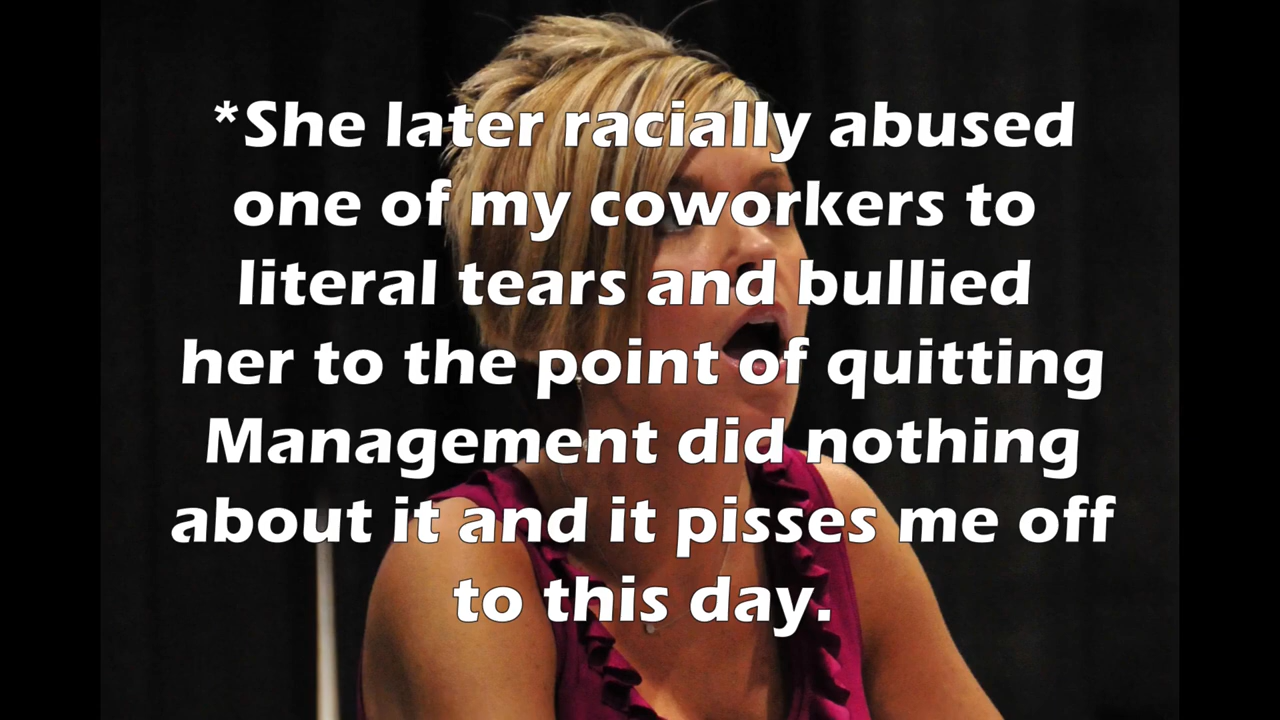 *She later racially abused
one of my coworkers to
literal tears and bullied
her to the point of quitting
Management did nothing
about it and it pisses me off
to this day.